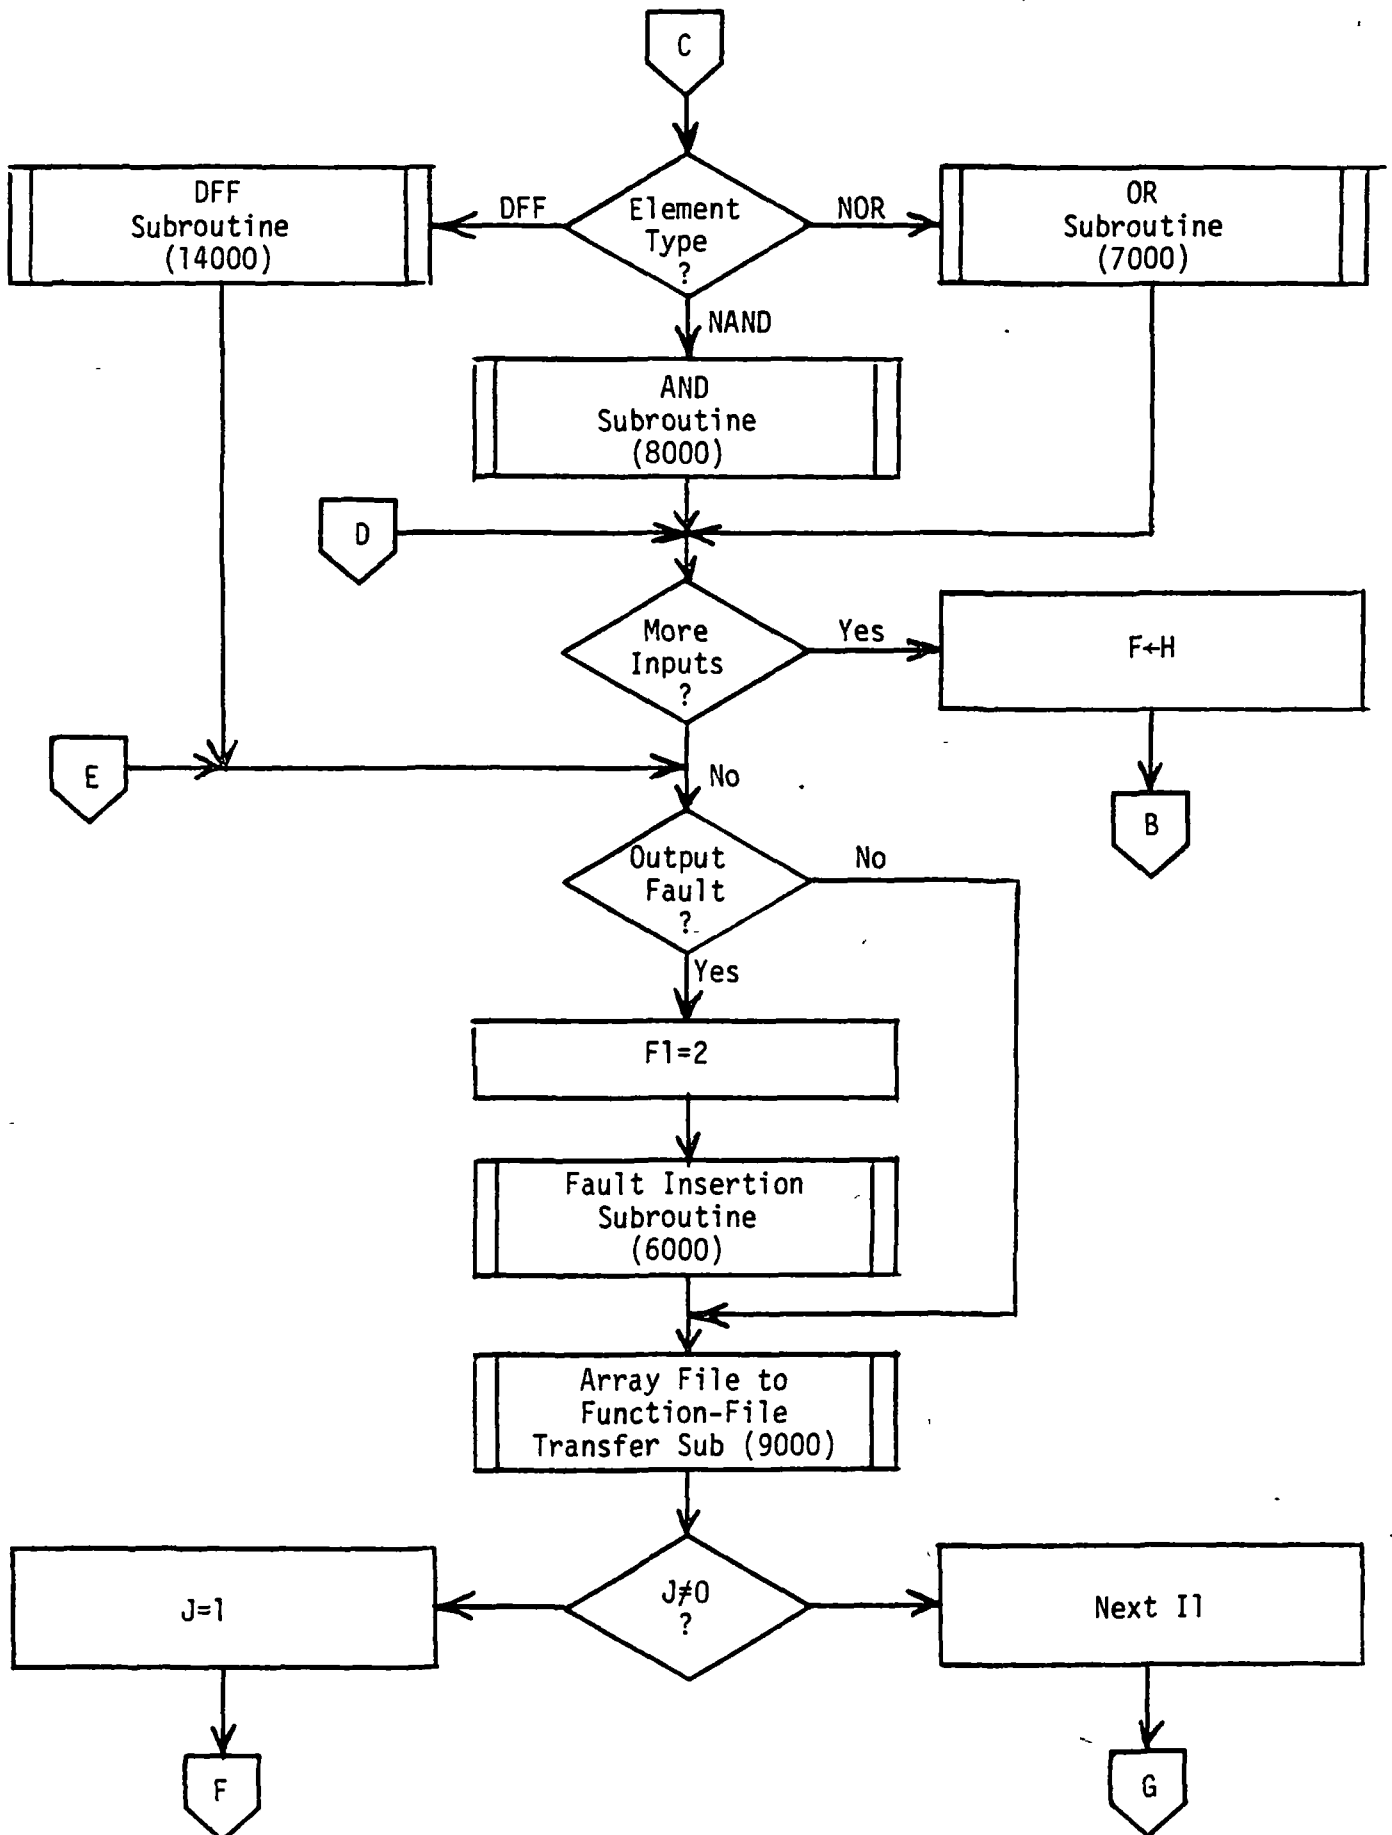 C
DFF
Subroutine
(14000)
DFF
Element
Type
?
NOR
OR
Subroutine
(7000)
NAND
AND
Subroutine
(8000)
D
More
Inputs
?
Yes
F←H
E
No
B
Output
Fault
?
No
Yes
F1=2
Fault Insertion
Subroutine
(6000)
Array File to
Function-File
Transfer Sub (9000)
J=1
J≠0
?
Next I1
F
G